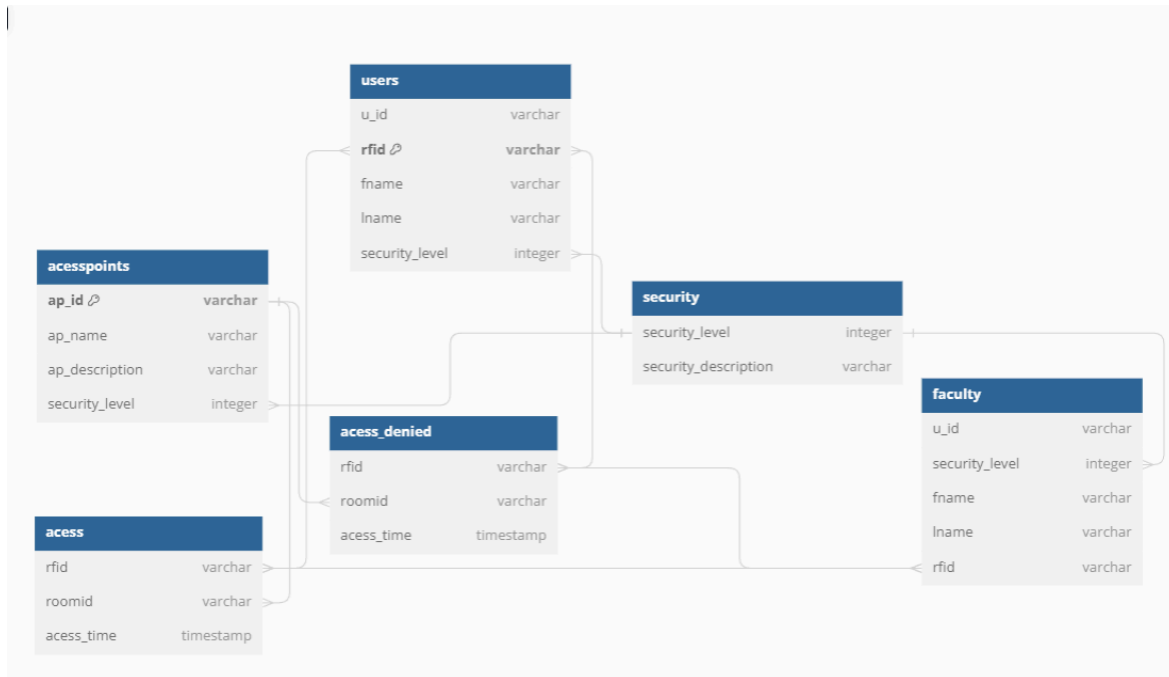 users
u_id varchar
rfid varchar
fname varchar
lname varchar
security_level integer
acesspoints
ap_id varchar
ap_name varchar
ap_description varchar
security_level integer
security
security_level integer
security_description varchar
faculty
u_id varchar
security_level integer
fname varchar
lname varchar
rfid varchar
acess_denied
rfid varchar
roomid varchar
acess_time timestamp
acess
rfid varchar
roomid varchar
acess_time timestamp